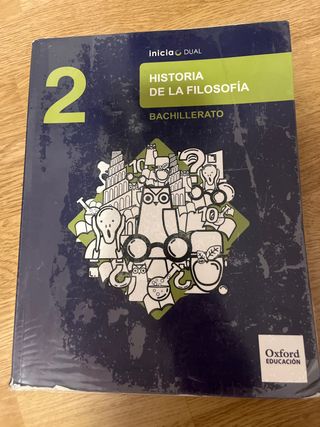 inicia DUAL
2
HISTORIA
DE LA FILOSOFÍA
BACHILLERATO
Oxford
EDUCACIÓN